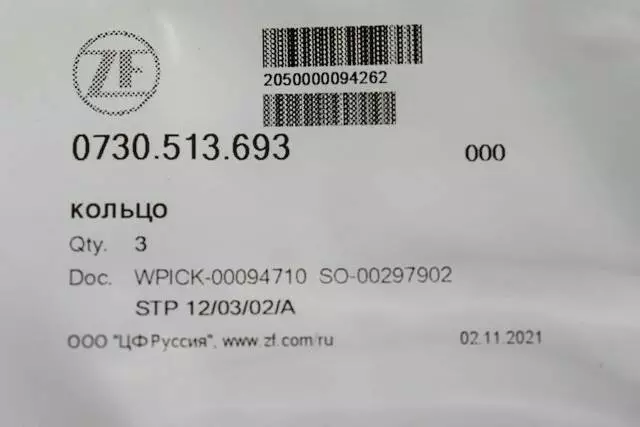 ZF
2050000094262
0730.513.693 000
кольцо
Qty. 3
Doc. WPICK-00094710 SO-00297902
STP 12/03/02/A
ООО "ЦФ Руссия", www.zf.com.ru 02.11.2021